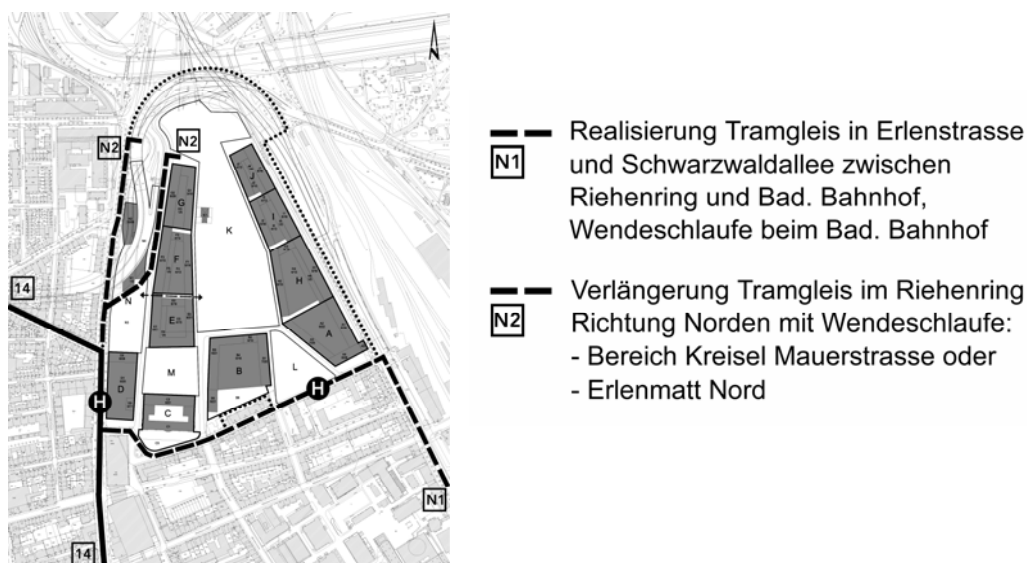 N
N2
N2
J
G
I
K
F
H
14
N
E
A
M
B
L
D
H
H
C
N1
14
Realisierung Tramgleis in Erlenstrasse
N1 und Schwarzwaldallee zwischen
Riehenring und Bad. Bahnhof,
Wendeschlaufe beim Bad. Bahnhof
Verlängerung Tramgleis im Riehenring
N2 Richtung Norden mit Wendeschlaufe:
- Bereich Kreisel Mauerstrasse oder
- Erlenmatt Nord